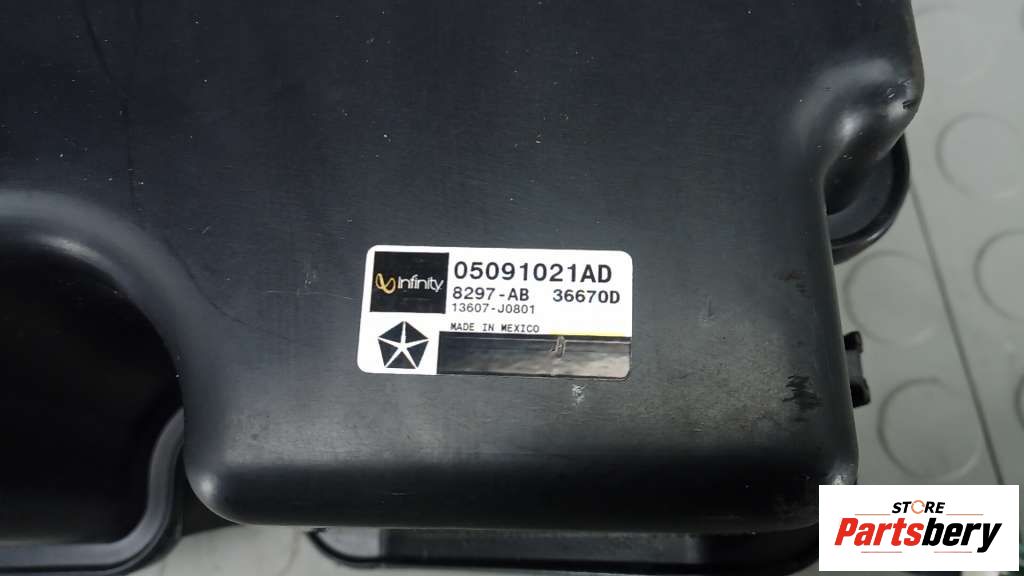 Infinity
05091021AD
8297-AB 36670D
13607-J0801
MADE IN MEXICO
STORE
Partsbery